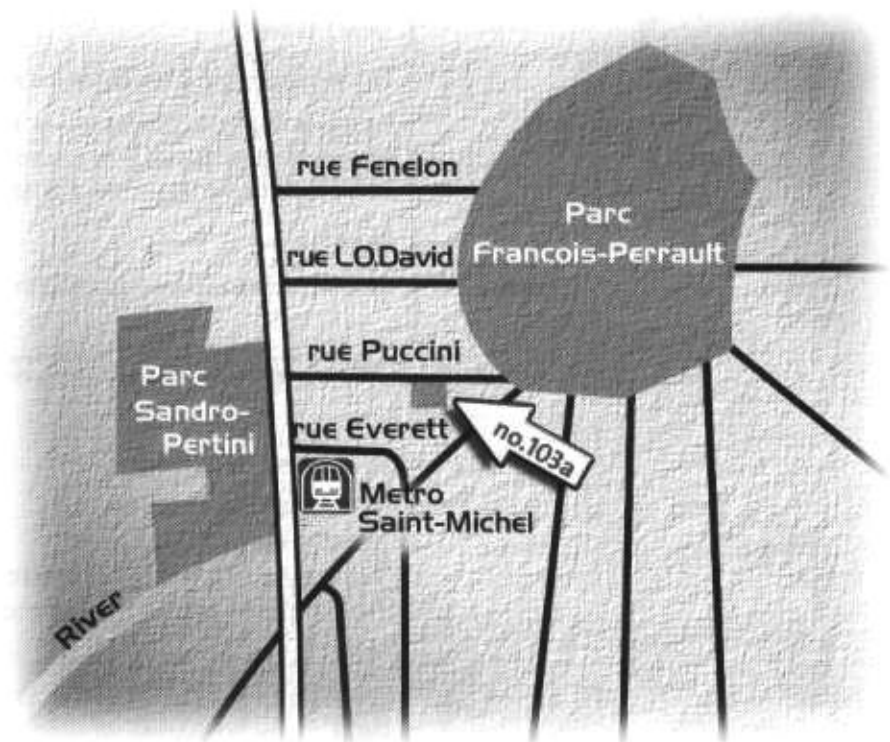 rue Fenelon
Parc
Francois-Perrault
rue L.O.David
rue Puccini
Parc
Sandro-
Pertini
rue Everett
no.103a
Metro
Saint-Michel
River